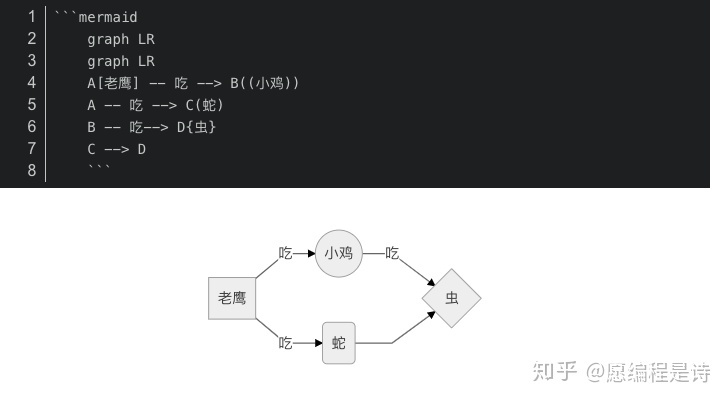 1 ```mermaid
2 graph LR
3 graph LR
4 A[老鹰] -- 吃 --> B((小鸡))
5 A -- 吃 --> C(蛇)
6 B -- 吃--> D{虫}
7 C --> D
8 ```
吃 小鸡 吃
老鹰 虫
吃 蛇
知乎 @愿编程是诗